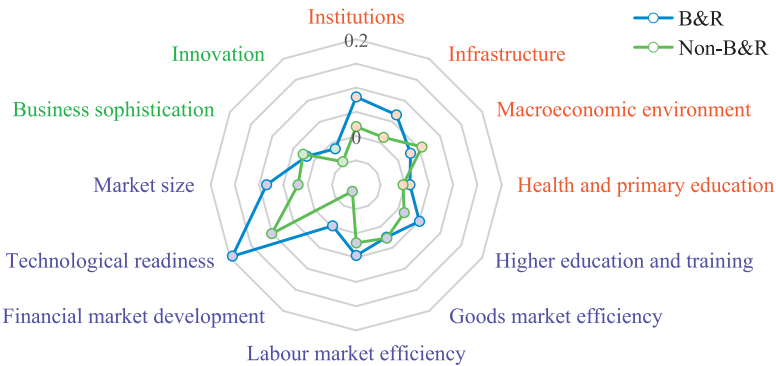 Institutions
0.2
B&R
Non-B&R
Innovation
Infrastructure
Business sophistication
Macroeconomic environment
0
Market size
Health and primary education
Technological readiness
Higher education and training
Financial market development
Goods market efficiency
Labour market efficiency